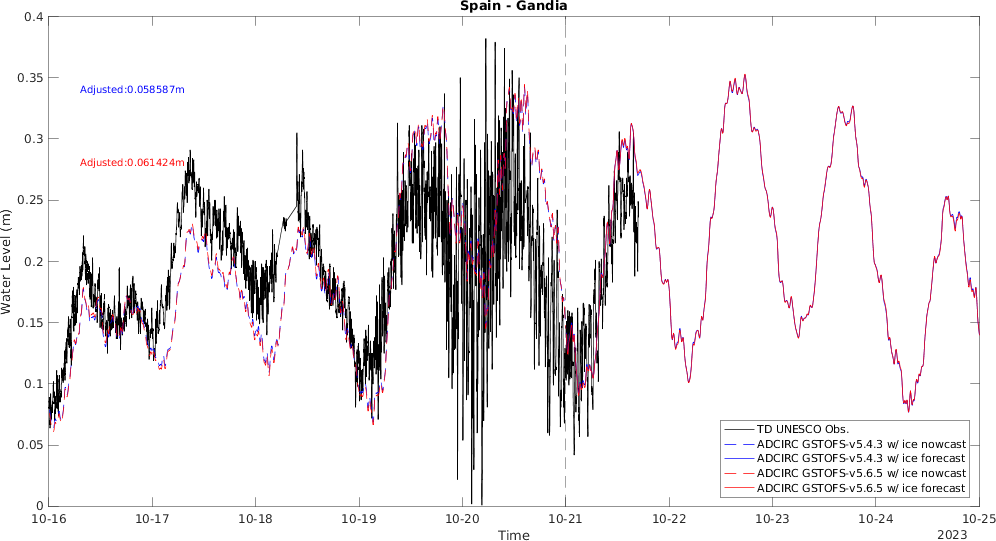 Spain - Gandia
0.4
0.35
0.3
0.25
0.2
0.15
0.1
0.05
0
Water Level (m)
Adjusted:0.058587m
Adjusted:0.061424m
TD UNESCO Obs.
ADCIRC GSTOFS-v5.4.3 w/ ice nowcast
ADCIRC GSTOFS-v5.4.3 w/ ice forecast
ADCIRC GSTOFS-v5.6.5 w/ ice nowcast
ADCIRC GSTOFS-v5.6.5 w/ ice forecast
10-16 10-17 10-18 10-19 10-20 10-21 10-22 10-23 10-24 10-25
Time
2023